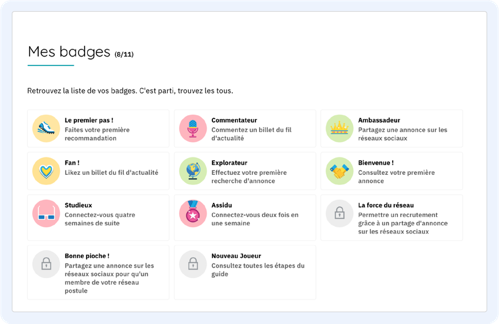 Mes badges (8/11)
Retrouvez la liste de vos badges. C'est parti, trouvez les tous.
Le premier pas !
Faites votre première
recommandation
Commentateur
Commentez un billet du fil
d'actualité
Ambassadeur
Partagez une annonce sur les
réseaux sociaux
Fan !
Likez un billet du fil d'actualité
Explorateur
Effectuez votre première
recherche d'annonce
Bienvenue !
Consultez votre première
annonce
Studieux
Connectez-vous quatre
semaines de suite
Assidu
Connectez-vous deux fois en
une semaine
La force du réseau
Permettre un recrutement
grâce à un partage d'annonce
sur les réseaux sociaux
Bonne pioche !
Partagez une annonce sur les
réseaux sociaux pour qu'un
membre de votre réseau
postule
Nouveau Joueur
Consultez toutes les étapes du
guide